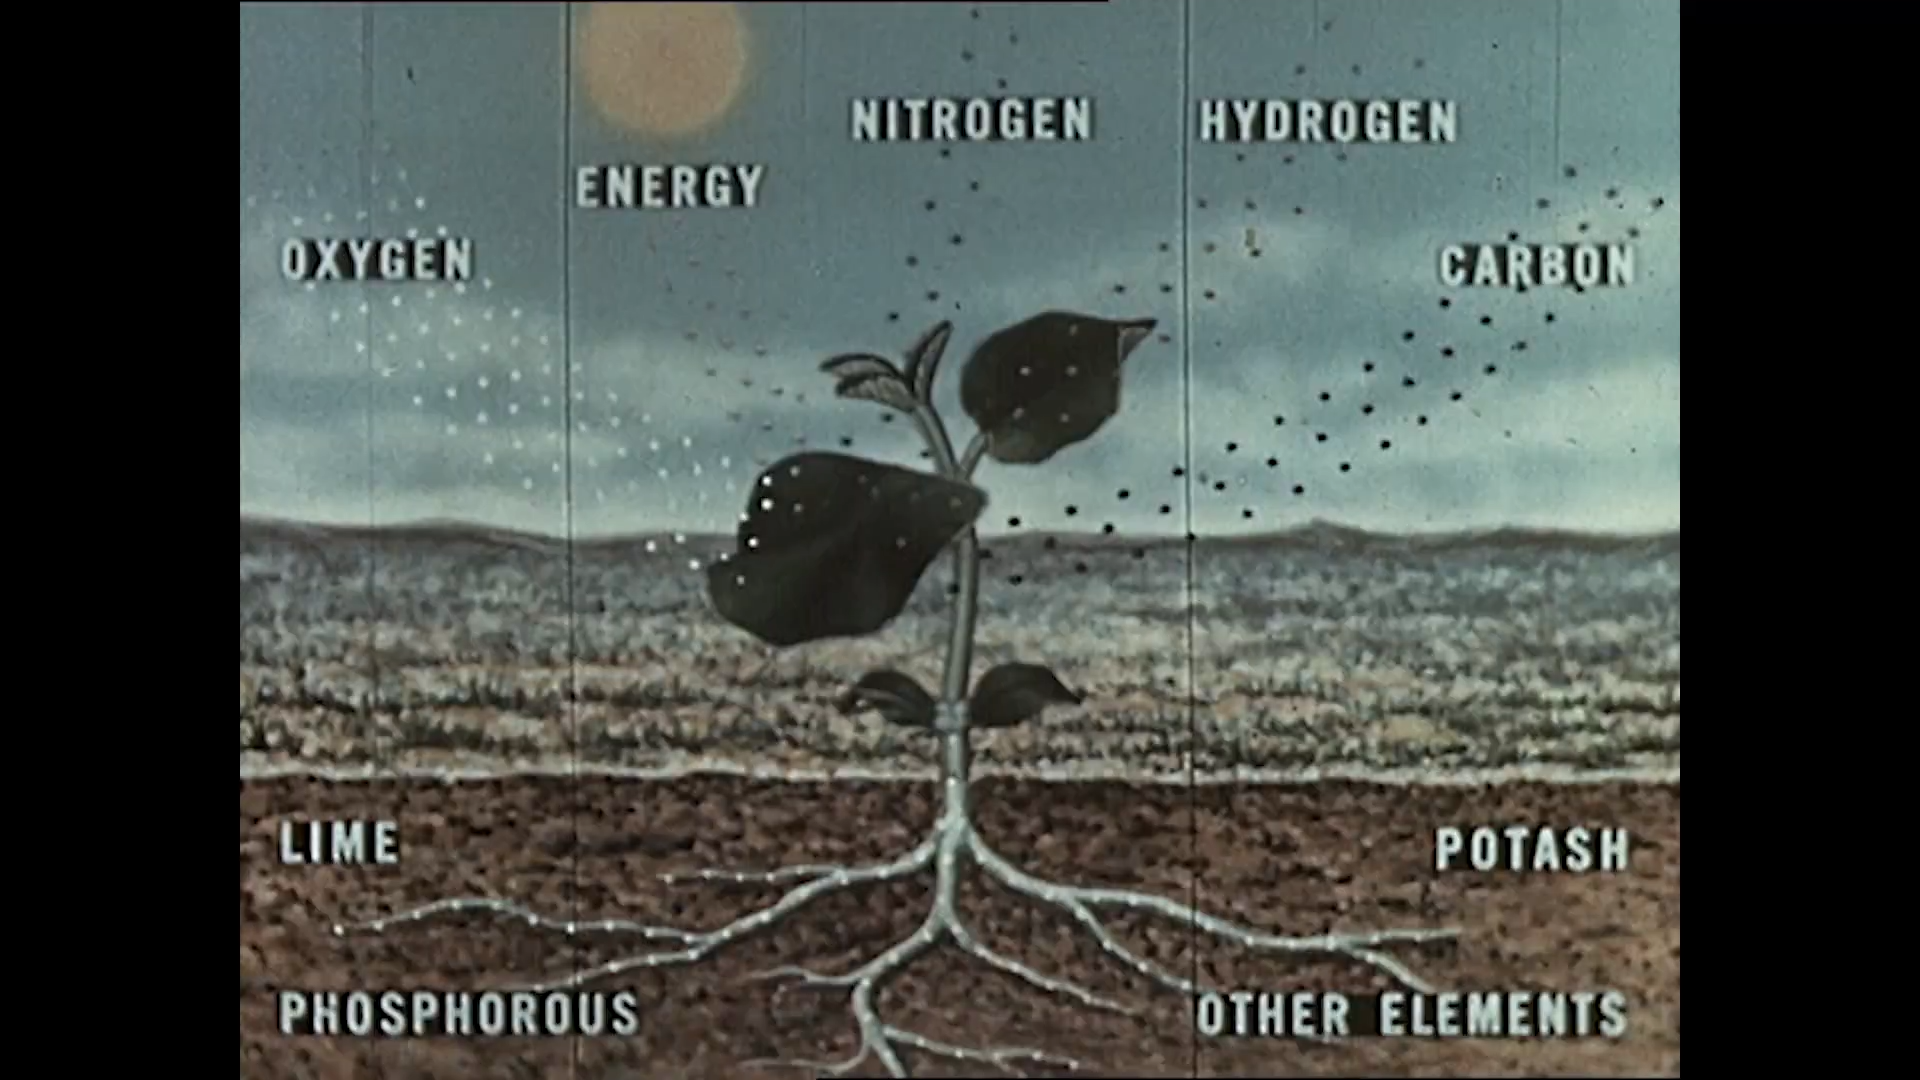 NITROGEN
HYDROGEN
ENERGY
OXYGEN
CARBON
LIME
POTASH
PHOSPHOROUS
OTHER ELEMENTS